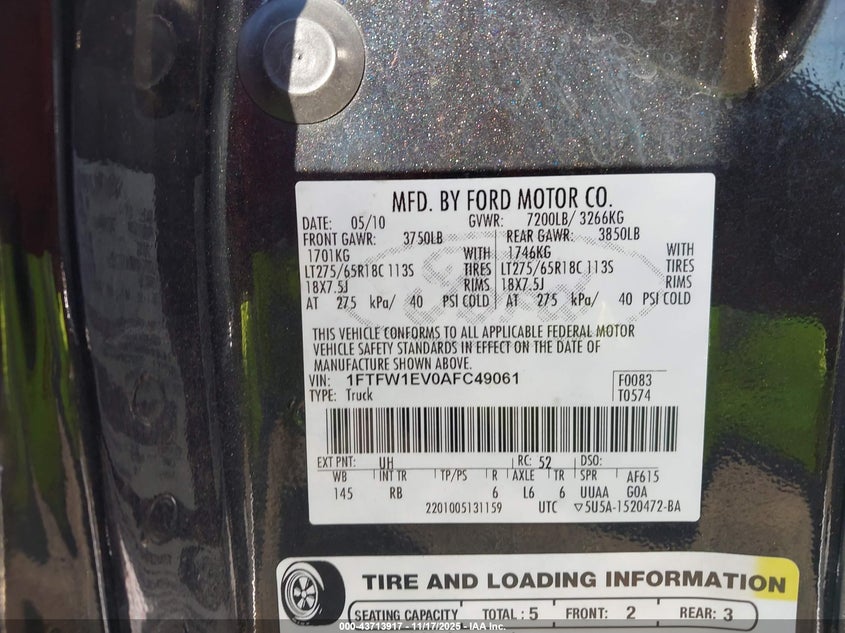 MFD. BY FORD MOTOR CO.
DATE: 05/10 GVWR: 7200LB/ 3266KG
FRONT GAWR: 3750LB REAR GAWR: 3850LB
1701KG WITH 1746KG WITH
LT275/65R18C 113S TIRES LT275/65R18C 113S TIRES
18X7.5J RIMS 18X7.5J RIMS
AT 275 kPa/ 40 PSI COLD AT 275 kPa/ 40 PSI COLD
Ford
THIS VEHICLE CONFORMS TO ALL APPLICABLE FEDERAL MOTOR
VEHICLE SAFETY STANDARDS IN EFFECT ON THE DATE OF
MANUFACTURE SHOWN ABOVE.
VIN: 1FTFW1EV0AFC49061 F0083
TYPE: Truck T0574
EXT PNT: UH RC: 52 DSO:
WB INT TR TP/PS R AXLE TR SPR AF615
145 RB 6 L6 6 UUAA G0A
2201005131159 UTC ▽5U5A-1520472-BA
TIRE AND LOADING INFORMATION
SEATING CAPACITY TOTAL: 5 FRONT: 2 REAR: 3
000-43713917 - 11/17/2025 - IAA Inc.